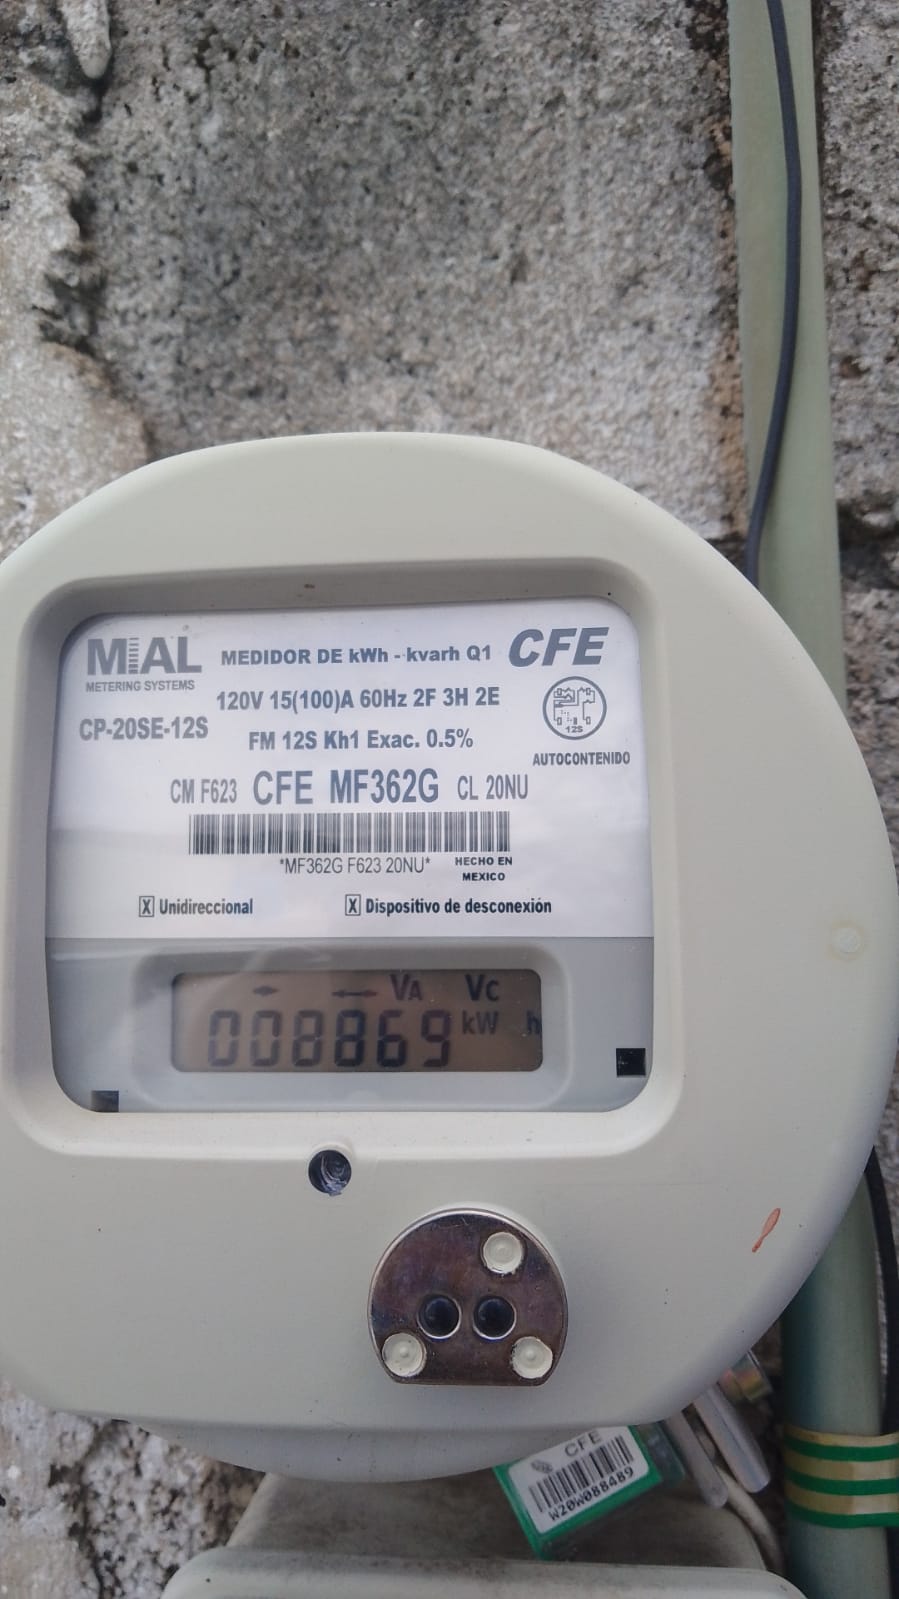 MIAL
METERING SYSTEMS
MEDIDOR DE kWh - kvarh Q1
CFE
CP-20SE-12S
120V 15(100)A 60Hz 2F 3H 2E
FM 12S Kh1 Exac. 0.5%
12S
AUTOCONTENIDO
CM F623 CFE MF362G CL 20NU
*MF362G F623 20NU*
HECHO EN
MEXICO
X Unidireccional
X Dispositivo de desconexión
VA VC
008869 kW h
CFE
W20W088489